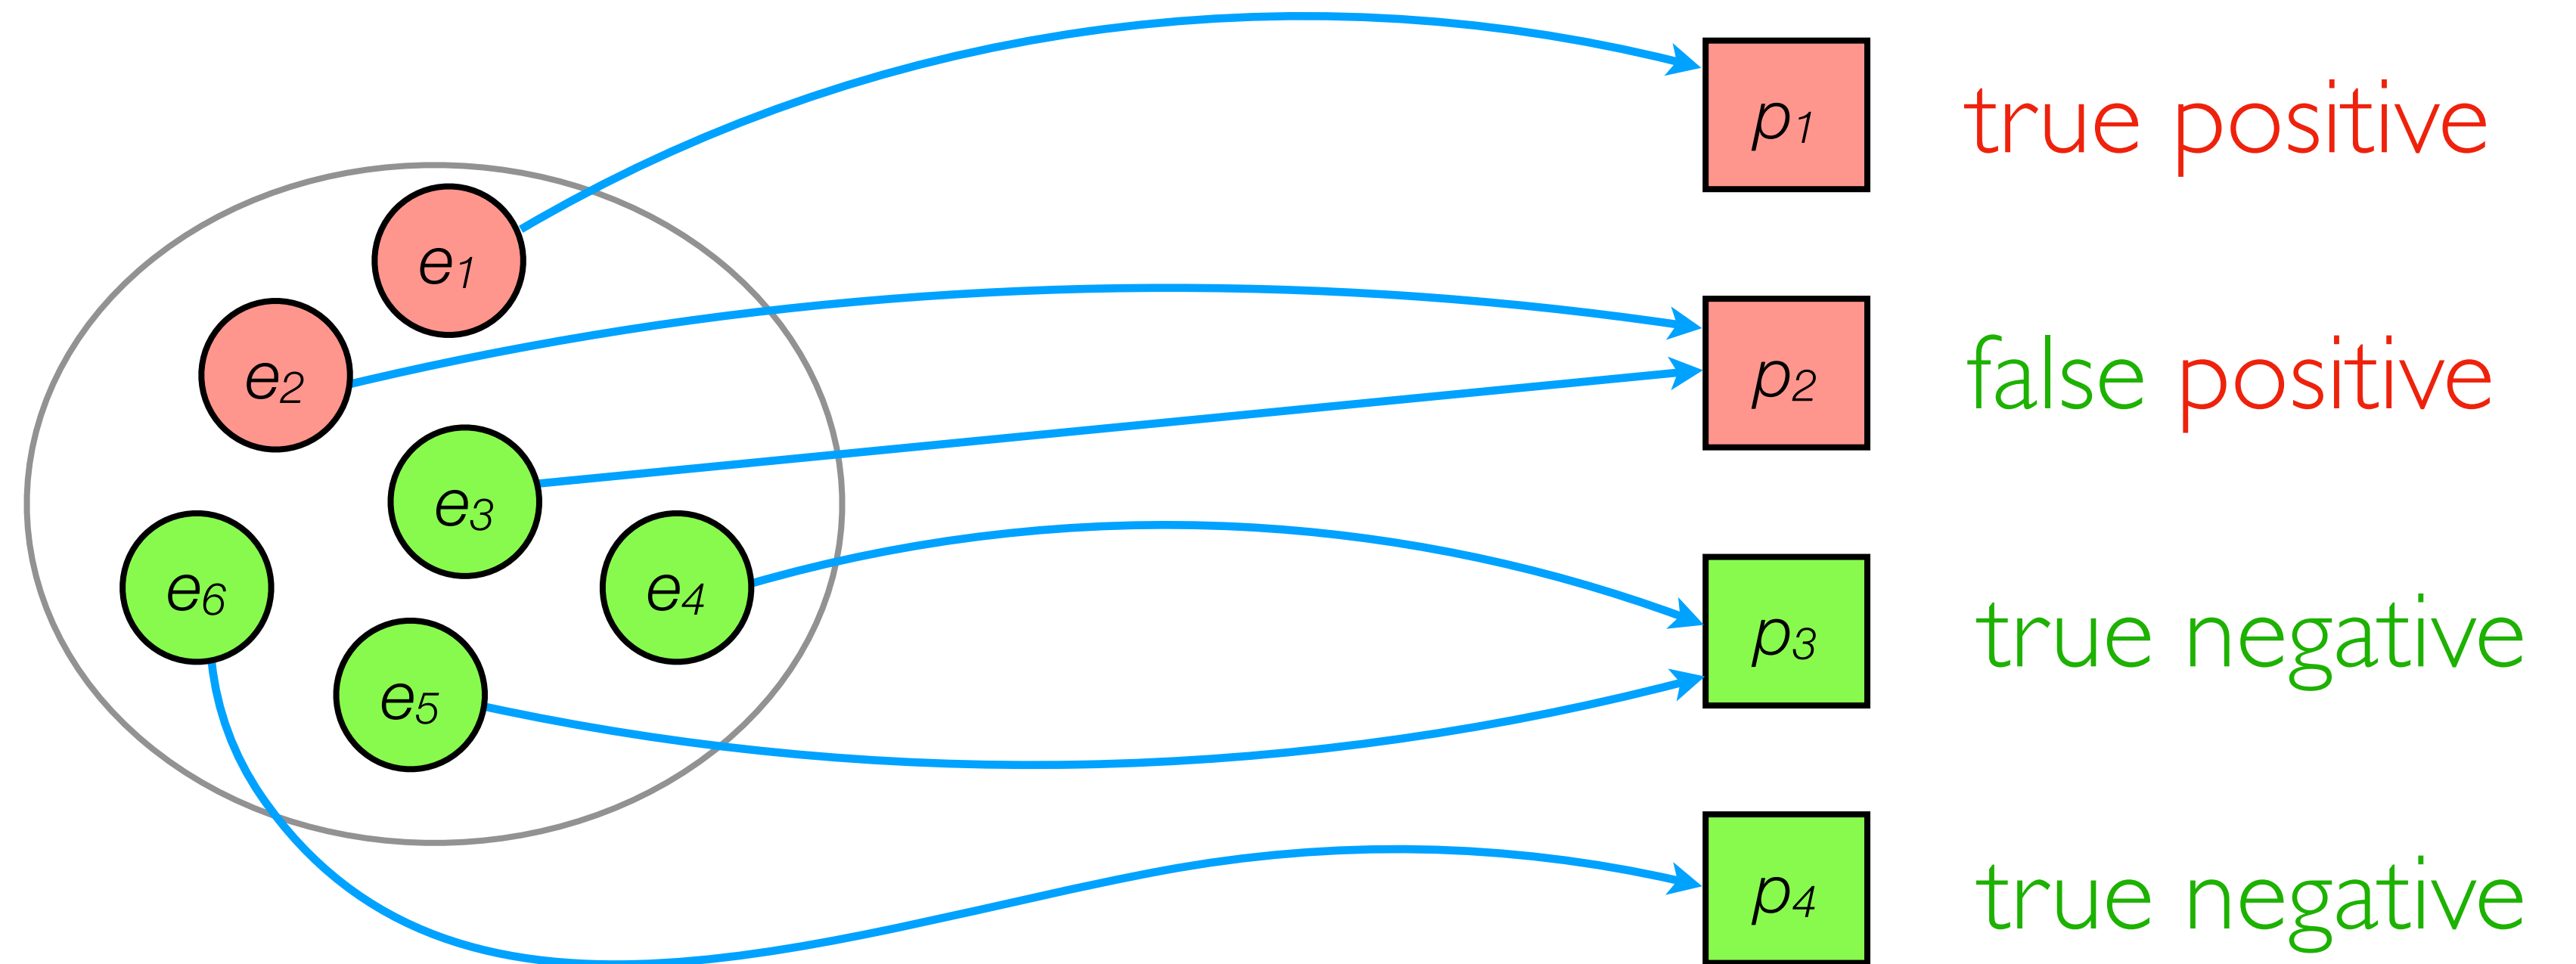 p1 true positive
e1
e2 p2 false positive
e3
e6 e4 p3 true negative
e5
p4 true negative